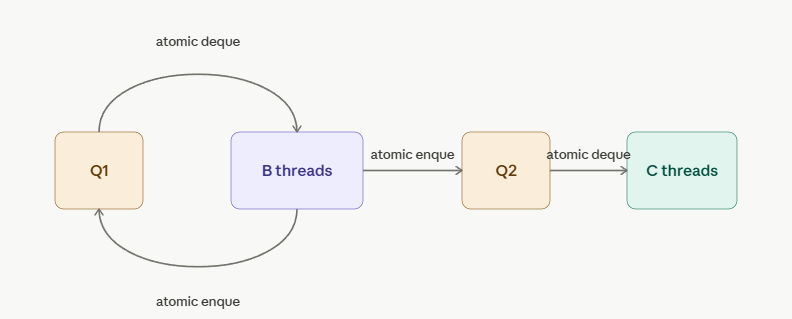 atomic deque
Q1
B threads
atomic enque
Q2
atomic deque
C threads
atomic enque